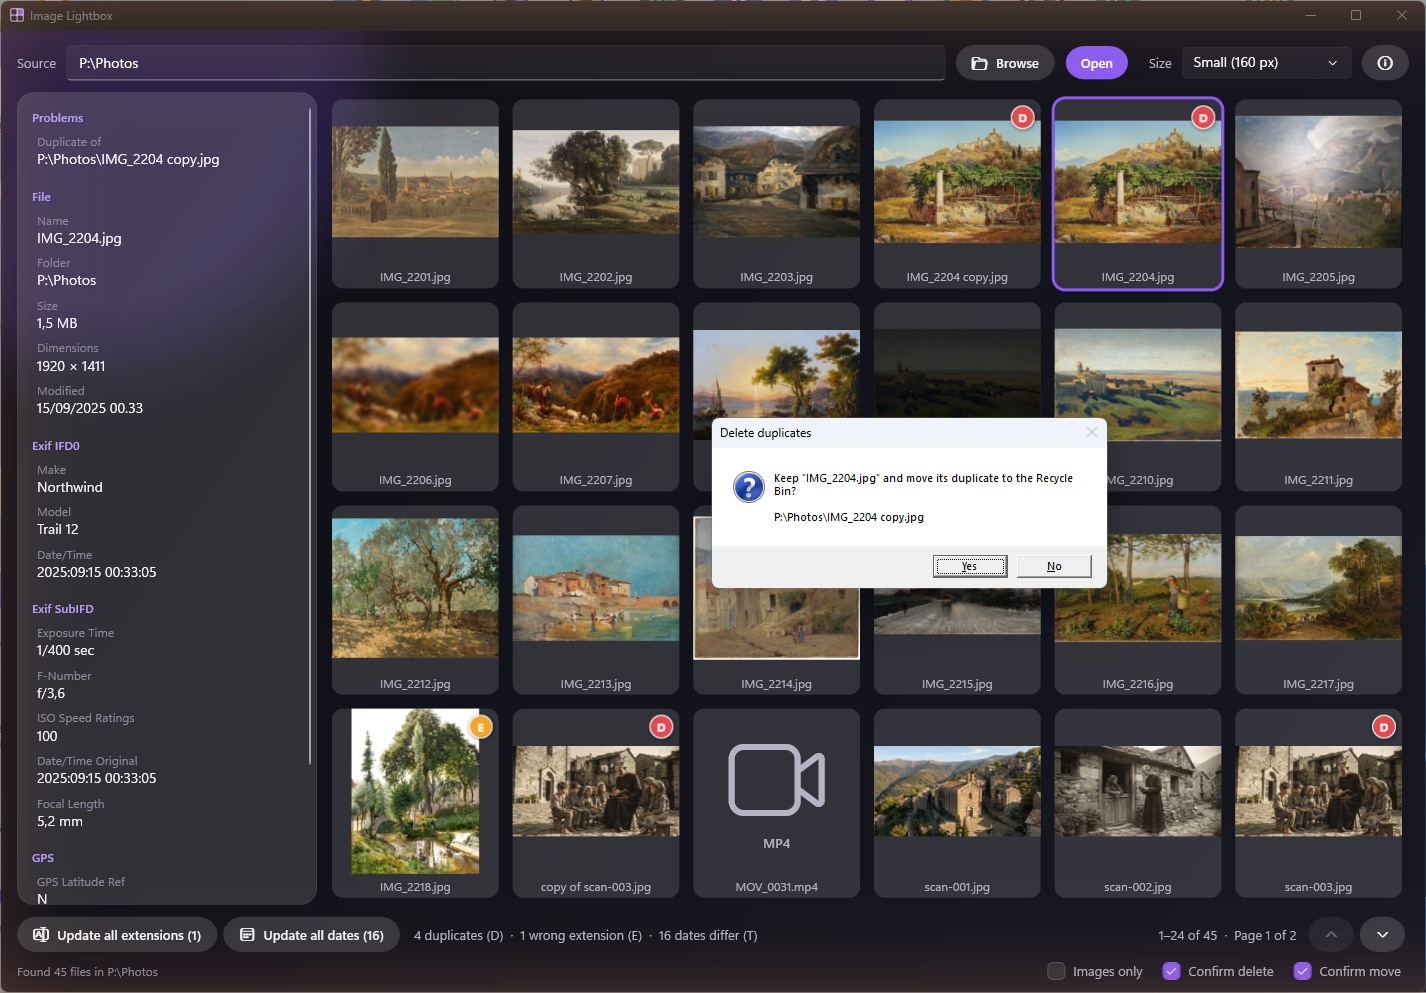 Image Lightbox
Source
P:\Photos
Browse
Open
Size
Small (160 px)
Problems
Duplicate of
P:\Photos\IMG_2204 copy.jpg
File
Name
IMG_2204.jpg
Folder
P:\Photos
Size
1,5 MB
Dimensions
1920 × 1411
Modified
15/09/2025 00.33
Exif IFD0
Make
Northwind
Model
Trail 12
Date/Time
2025:09:15 00:33:05
Exif SubIFD
Exposure Time
1/400 sec
F-Number
f/3,6
ISO Speed Ratings
100
Date/Time Original
2025:09:15 00:33:05
Focal Length
5,2 mm
GPS
GPS Latitude Ref
N
D
D
IMG_2201.jpg
IMG_2202.jpg
IMG_2203.jpg
IMG_2204 copy.jpg
IMG_2204.jpg
IMG_2205.jpg
IMG_2206.jpg
IMG_2207.jpg
_2210.jpg
IMG_2211.jpg
Delete duplicates
Keep "IMG_2204.jpg" and move its duplicate to the Recycle
Bin?
P:\Photos\IMG_2204 copy.jpg
Yes
No
IMG_2212.jpg
IMG_2213.jpg
IMG_2214.jpg
IMG_2215.jpg
IMG_2216.jpg
IMG_2217.jpg
E
D
MP4
D
IMG_2218.jpg
copy of scan-003.jpg
MOV_0031.mp4
scan-001.jpg
scan-002.jpg
scan-003.jpg
Update all extensions (1)
Update all dates (16)
4 duplicates (D) · 1 wrong extension (E) · 16 dates differ (T)
1–24 of 45 · Page 1 of 2
Found 45 files in P:\Photos
Images only
Confirm delete
Confirm move